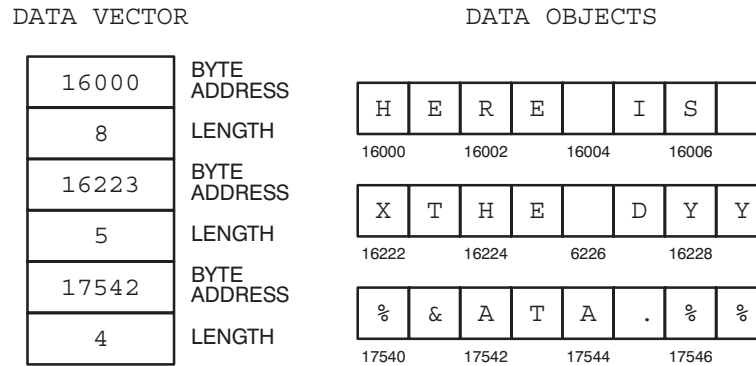 DATA VECTOR
16000 BYTE ADDRESS
8 LENGTH
16223 BYTE ADDRESS
5 LENGTH
17542 BYTE ADDRESS
4 LENGTH
DATA OBJECTS
H E R E I S
16000 16002 16004 16006
X T H E D Y Y
16222 16224 6226 16228
% & A T A . % %
17540 17542 17544 17546